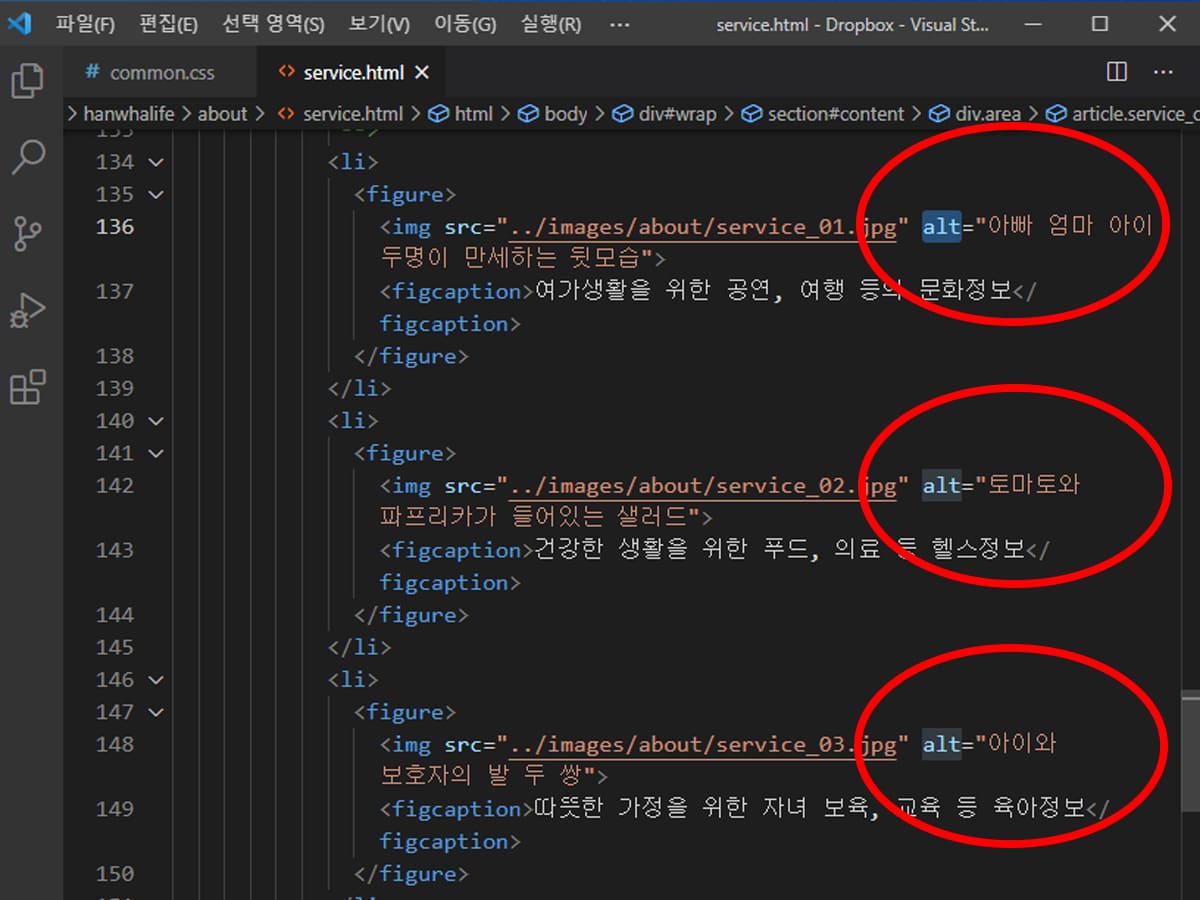 파일(F) 편집(E) 선택 영역(S) 보기(V) 이동(G) 실행(R) ··· service.html - Dropbox - Visual St...
# common.css <> service.html
> hanwhalife > about > <> service.html > html > body > div#wrap > section#content > div.area > article.service_c
134 <li>
135 <figure>
136 <img src="../images/about/service_01.jpg" alt="아빠 엄마 아이
두명이 만세하는 뒷모습">
137 <figcaption>여가생활을 위한 공연, 여행 등의 문화정보</
figcaption>
138 </figure>
139 </li>
140 <li>
141 <figure>
142 <img src="../images/about/service_02.jpg" alt="토마토와
파프리카가 들어있는 샐러드">
143 <figcaption>건강한 생활을 위한 푸드, 의료 등 헬스정보</
figcaption>
144 </figure>
145 </li>
146 <li>
147 <figure>
148 <img src="../images/about/service_03.jpg" alt="아이와
보호자의 발 두 쌍">
149 <figcaption>따뜻한 가정을 위한 자녀 보육, 교육 등 육아정보</
figcaption>
150 </figure>